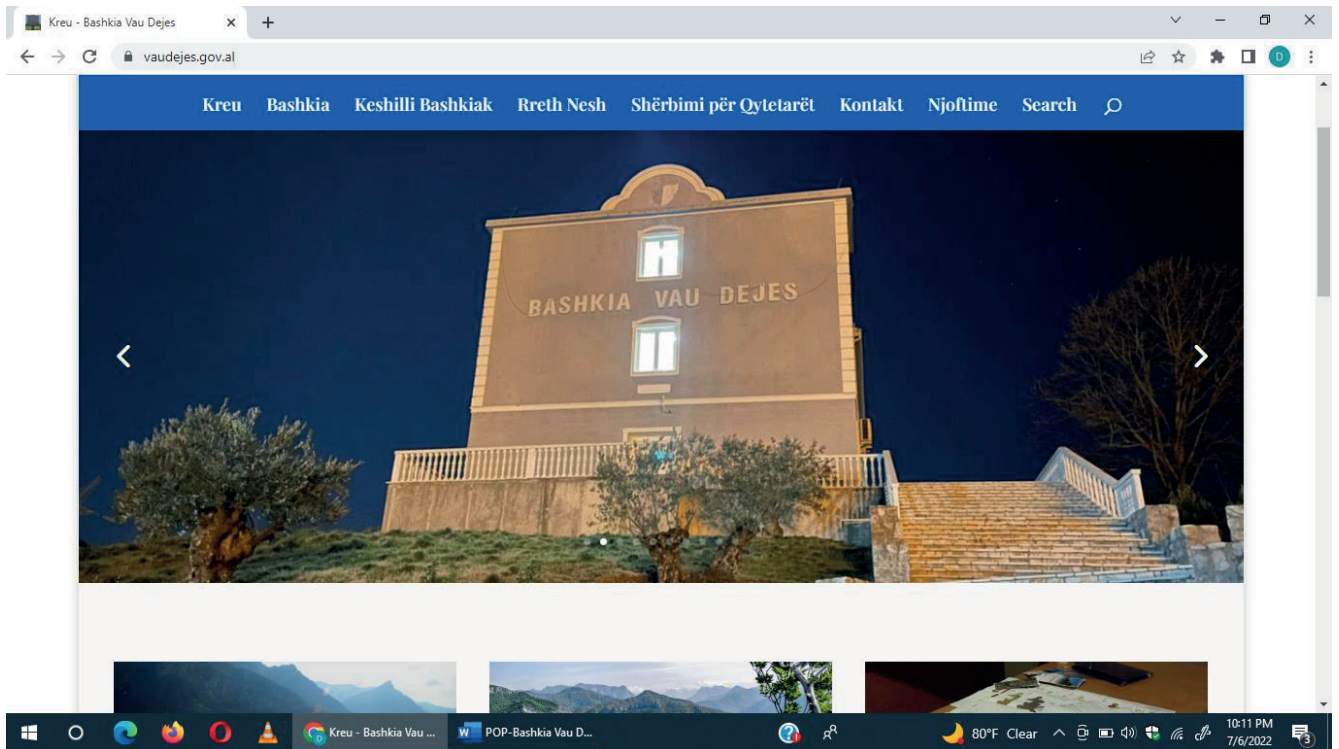 Kreu - Bashkia Vau Dejes
vaudejes.gov.al
D
Kreu Bashkia Keshilli Bashkiak Rreth Nesh Shërbimi për Qytetarët Kontakt Njoftime Search
BASHKIA VAU DEJES
Kreu - Bashkia Vau ... POP-Bashkia Vau D... 80°F Clear 10:11 PM
7/6/2022 3